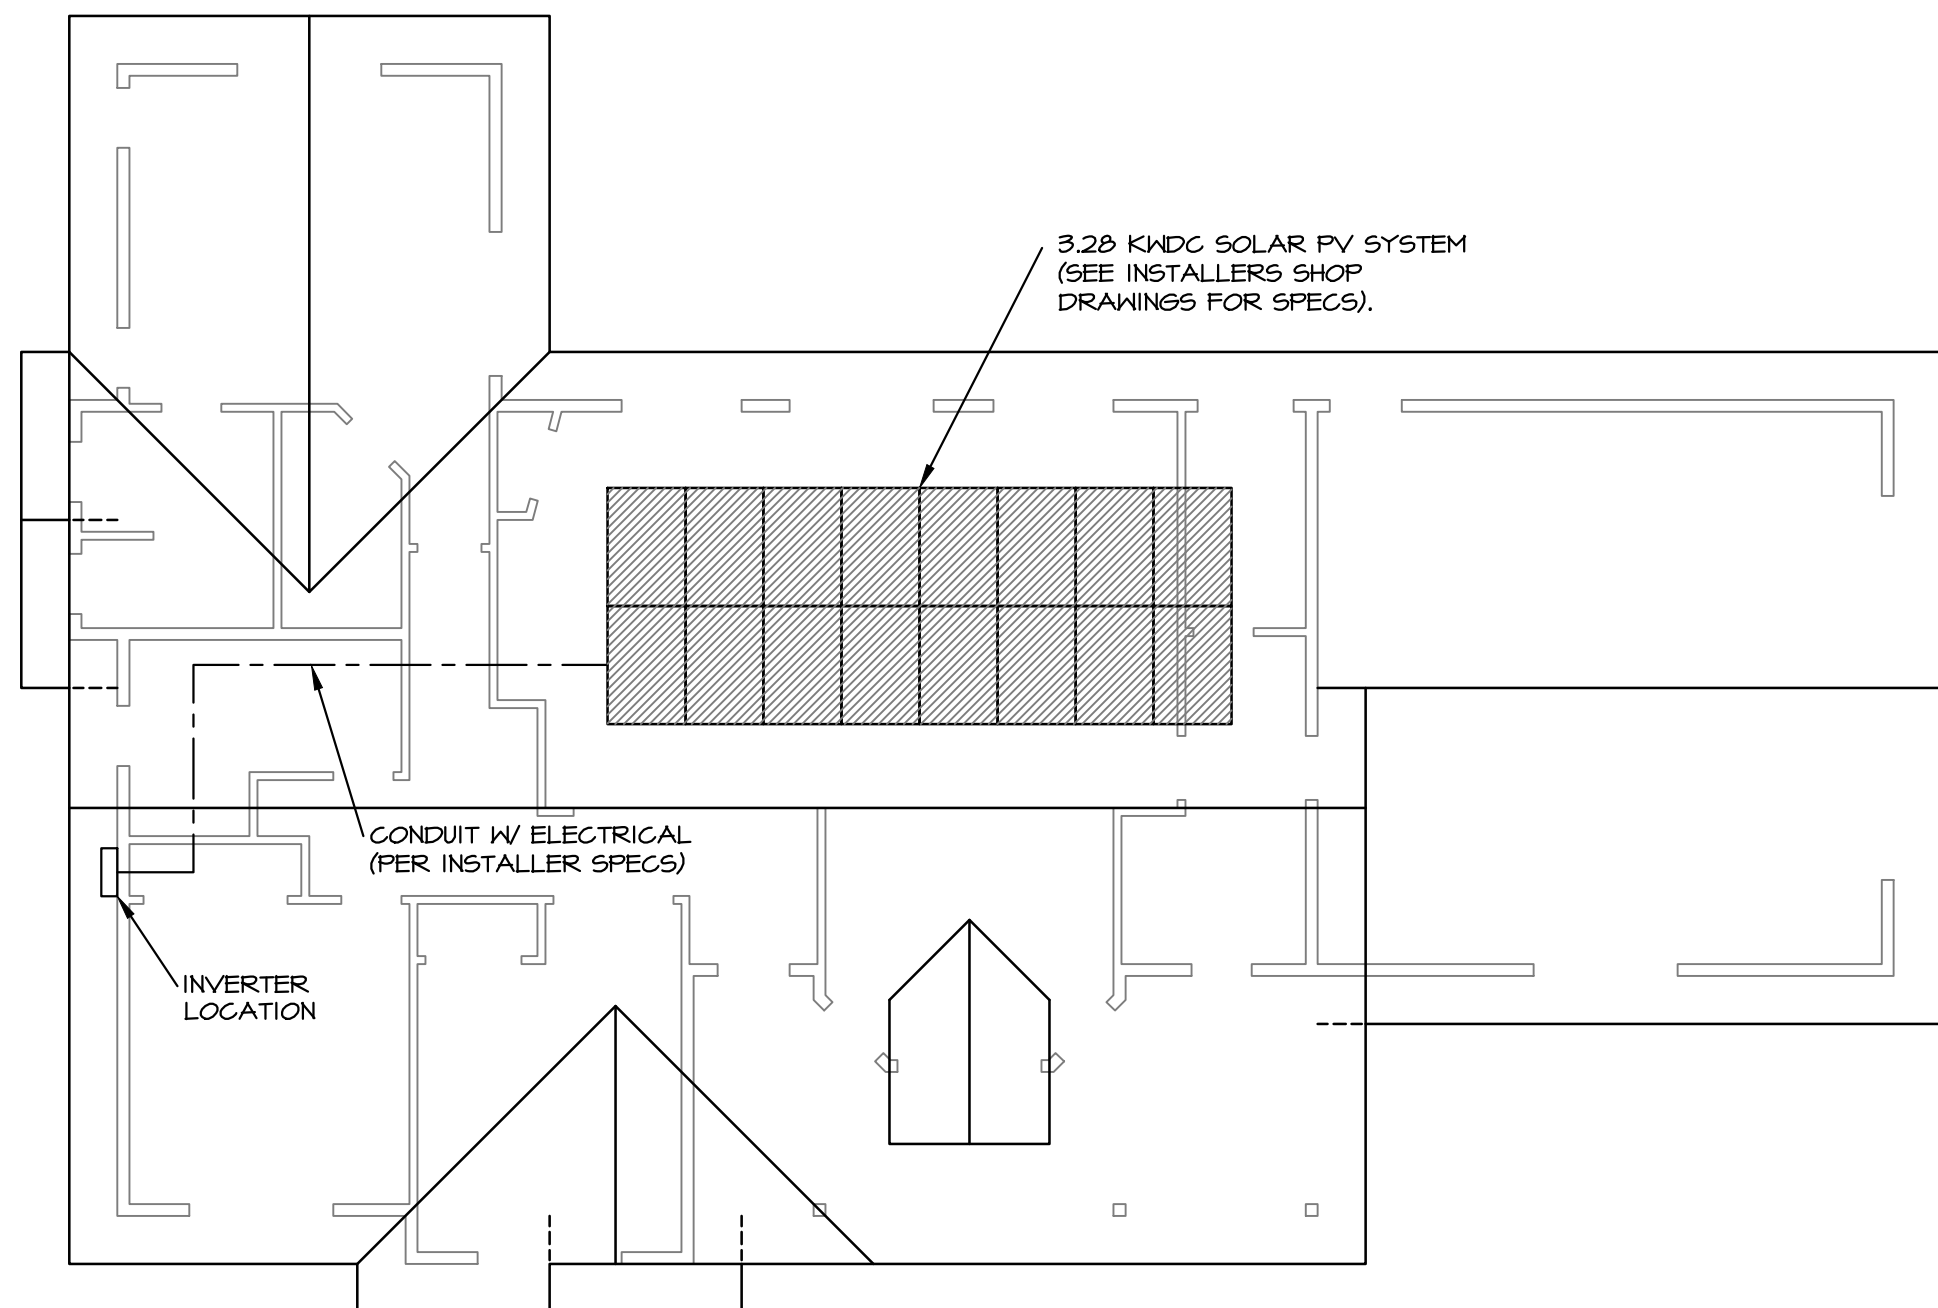 3.28 KWDC SOLAR PV SYSTEM
(SEE INSTALLERS SHOP
DRAWINGS FOR SPECS).
CONDUIT W/ ELECTRICAL
(PER INSTALLER SPECS)
INVERTER
LOCATION